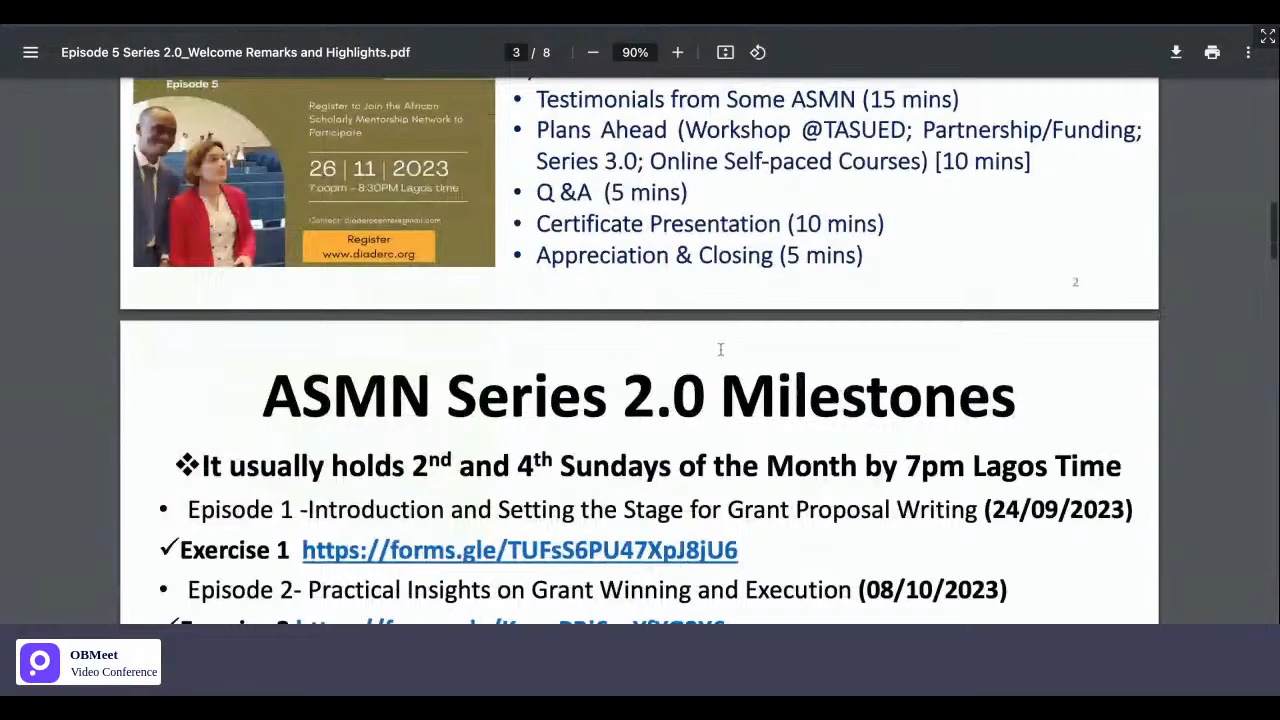 Episode 5 Series 2.0_Welcome Remarks and Highlights.pdf
3 / 8
90%
Episode 5
Register to Join the African
Scholarly Mentorship Network to
Participate
26 | 11 | 2023
7:00pm - 8:30PM Lagos time
Contact: diadercentre@gmail.com
Register
www.diaderc.org
• Testimonials from Some ASMN (15 mins)
• Plans Ahead (Workshop @TASUED; Partnership/Funding;
Series 3.0; Online Self-paced Courses) [10 mins]
• Q &A (5 mins)
• Certificate Presentation (10 mins)
• Appreciation & Closing (5 mins)
2
ASMN Series 2.0 Milestones
❖It usually holds 2nd and 4th Sundays of the Month by 7pm Lagos Time
• Episode 1 -Introduction and Setting the Stage for Grant Proposal Writing (24/09/2023)
✓Exercise 1 https://forms.gle/TUFsS6PU47XpJ8jU6
• Episode 2- Practical Insights on Grant Winning and Execution (08/10/2023)
OBMeet
Video Conference